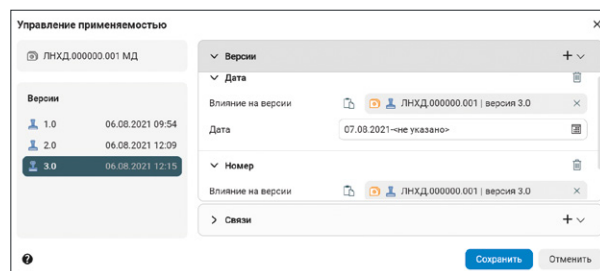 Управление применяемостью
ЛНХД.000000.001 МД
Версии
1.0 06.08.2021 09:54
2.0 06.08.2021 12:09
3.0 06.08.2021 12:15
Версии
Дата
Влияние на версии ЛНХД.000000.001 | версия 3.0
Дата 07.08.2021-<не указано>
Номер
Влияние на версии ЛНХД.000000.001 | версия 3.0
Связи
Сохранить Отменить